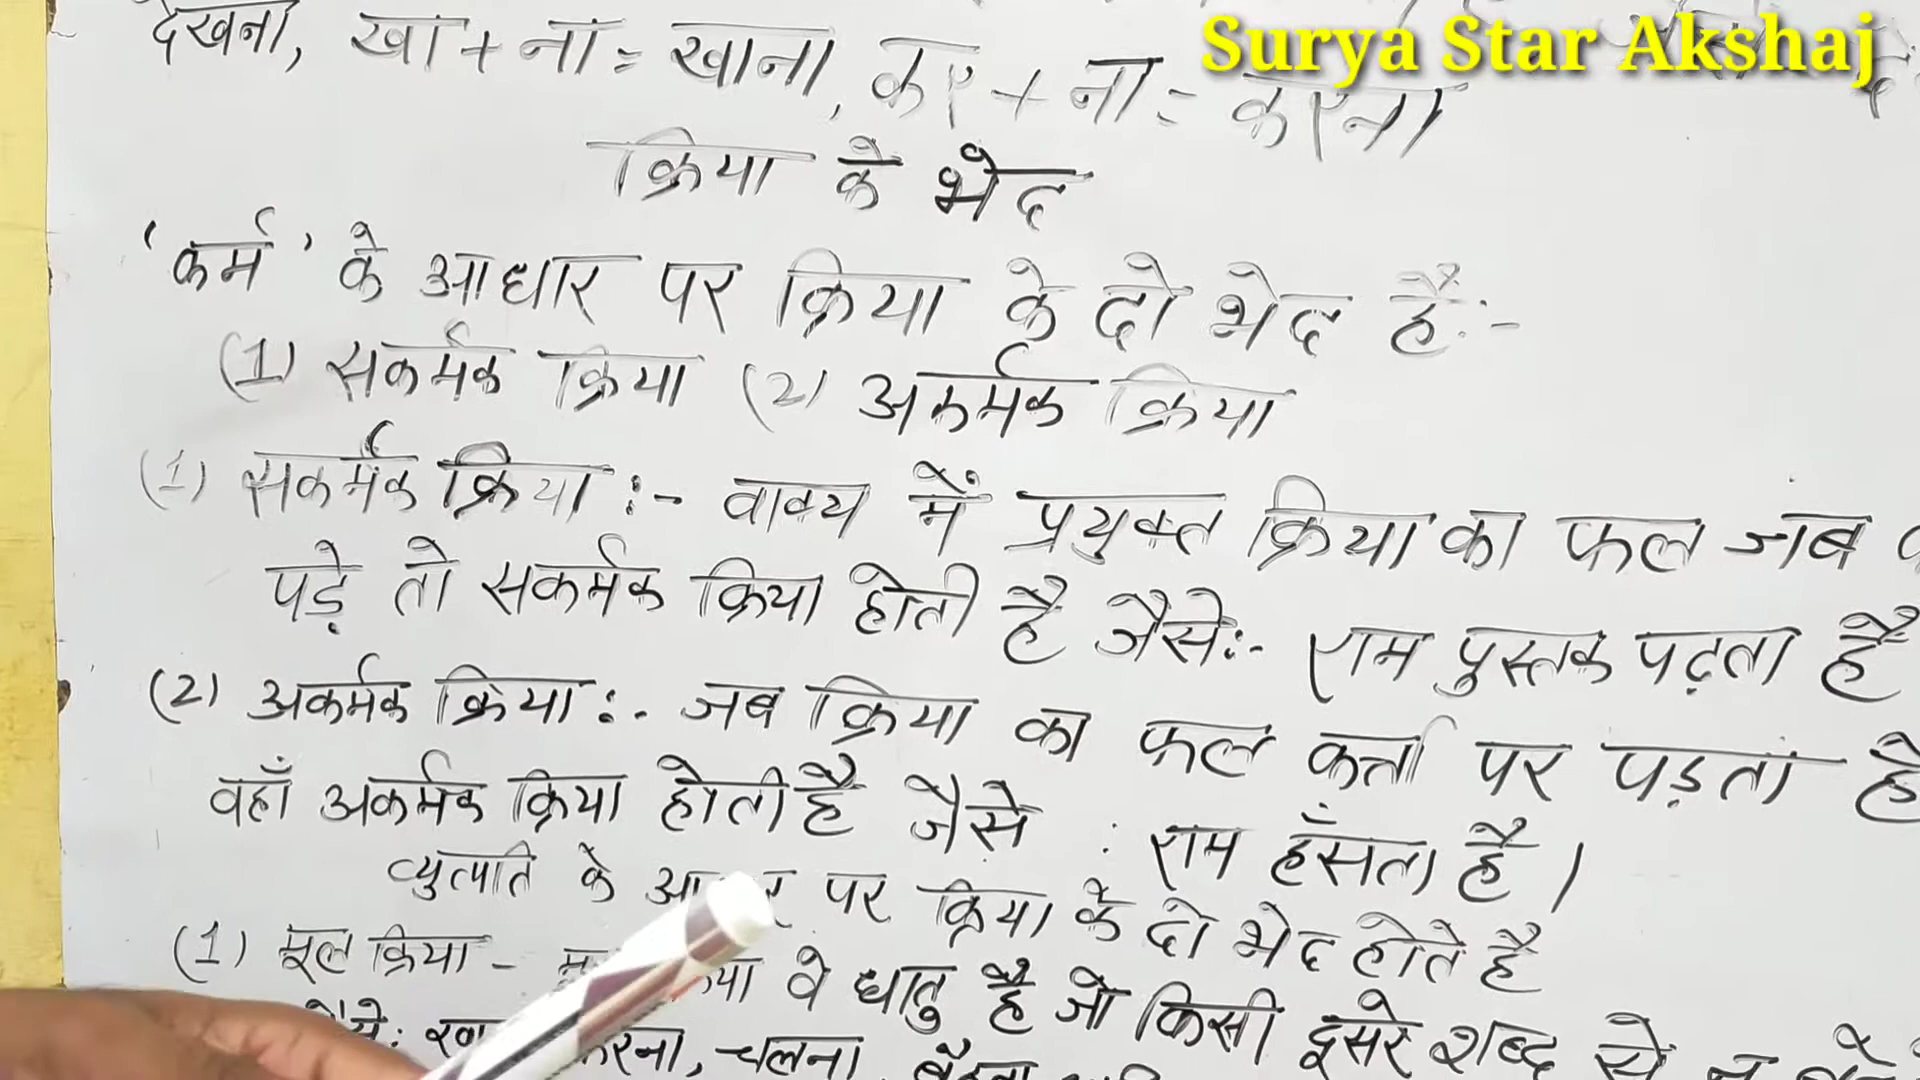 Surya Star Akshaj
देखना, खा + ना = खाना, कर + ना = करना
क्रिया के भेद
'कर्म' के आधार पर क्रिया के दो भेद हैं:-
(1) सकर्मक क्रिया (2) अकर्मक क्रिया
(1) सकर्मक क्रिया :- वाक्य में प्रयुक्त क्रिया का फल जब
पड़े तो सकर्मक क्रिया होती है जैसे:- राम पुस्तक पढ़ता है
(2) अकर्मक क्रिया :- जब क्रिया का फल कर्त्ता पर पड़ता है
वहाँ अकर्मक क्रिया होती है जैसे : राम हँसता है।
व्युत्पति के पर क्रिया के दो भेद होते है
(1) मूल क्रिया - वे धातु है जो किसी दूसरे शब्द से न
चलना